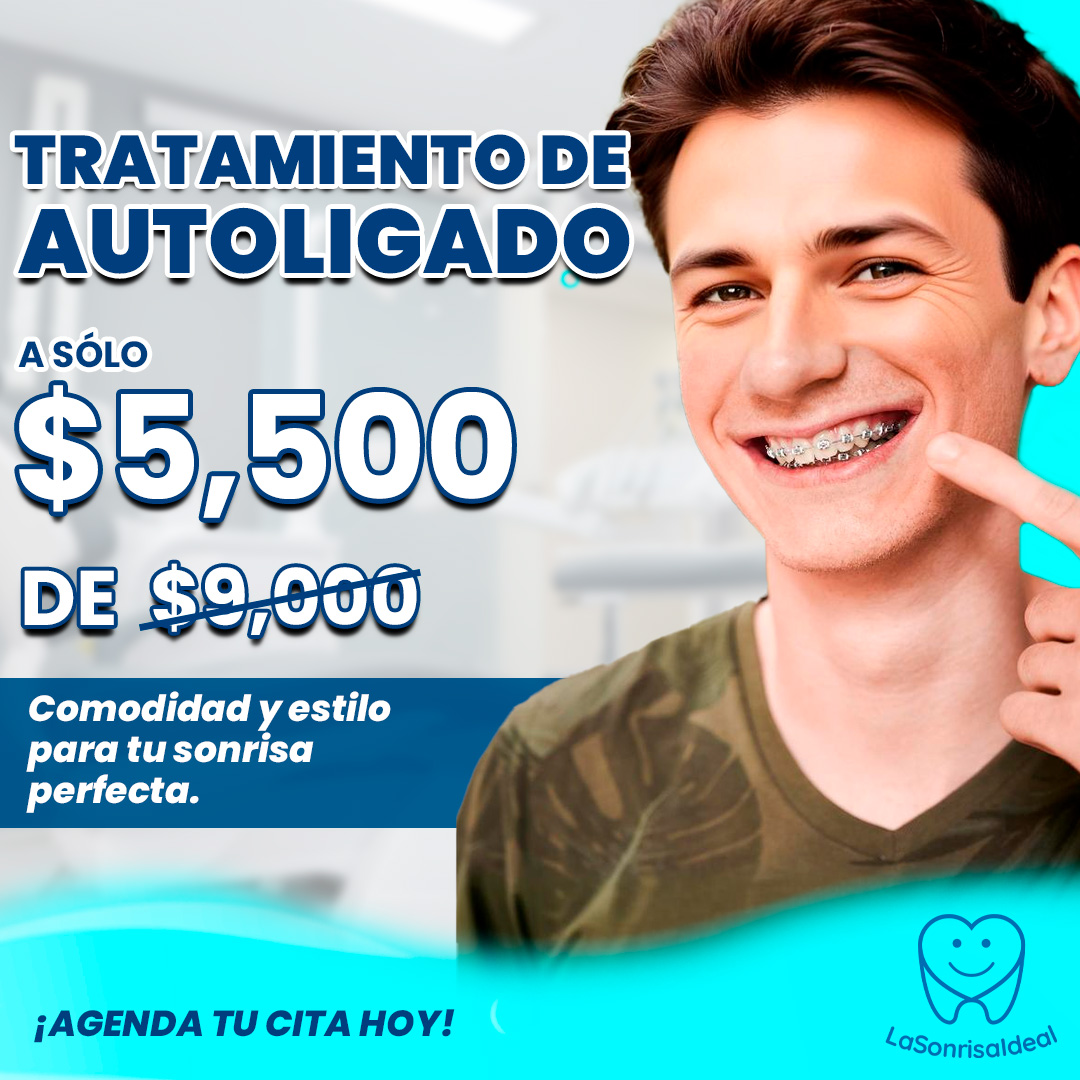 TRATAMIENTO DE
AUTOLIGADO
A SÓLO
$5,500
DE $9,000
Comodidad y estilo
para tu sonrisa
perfecta.
¡AGENDA TU CITA HOY!
LaSonrisaIdeal